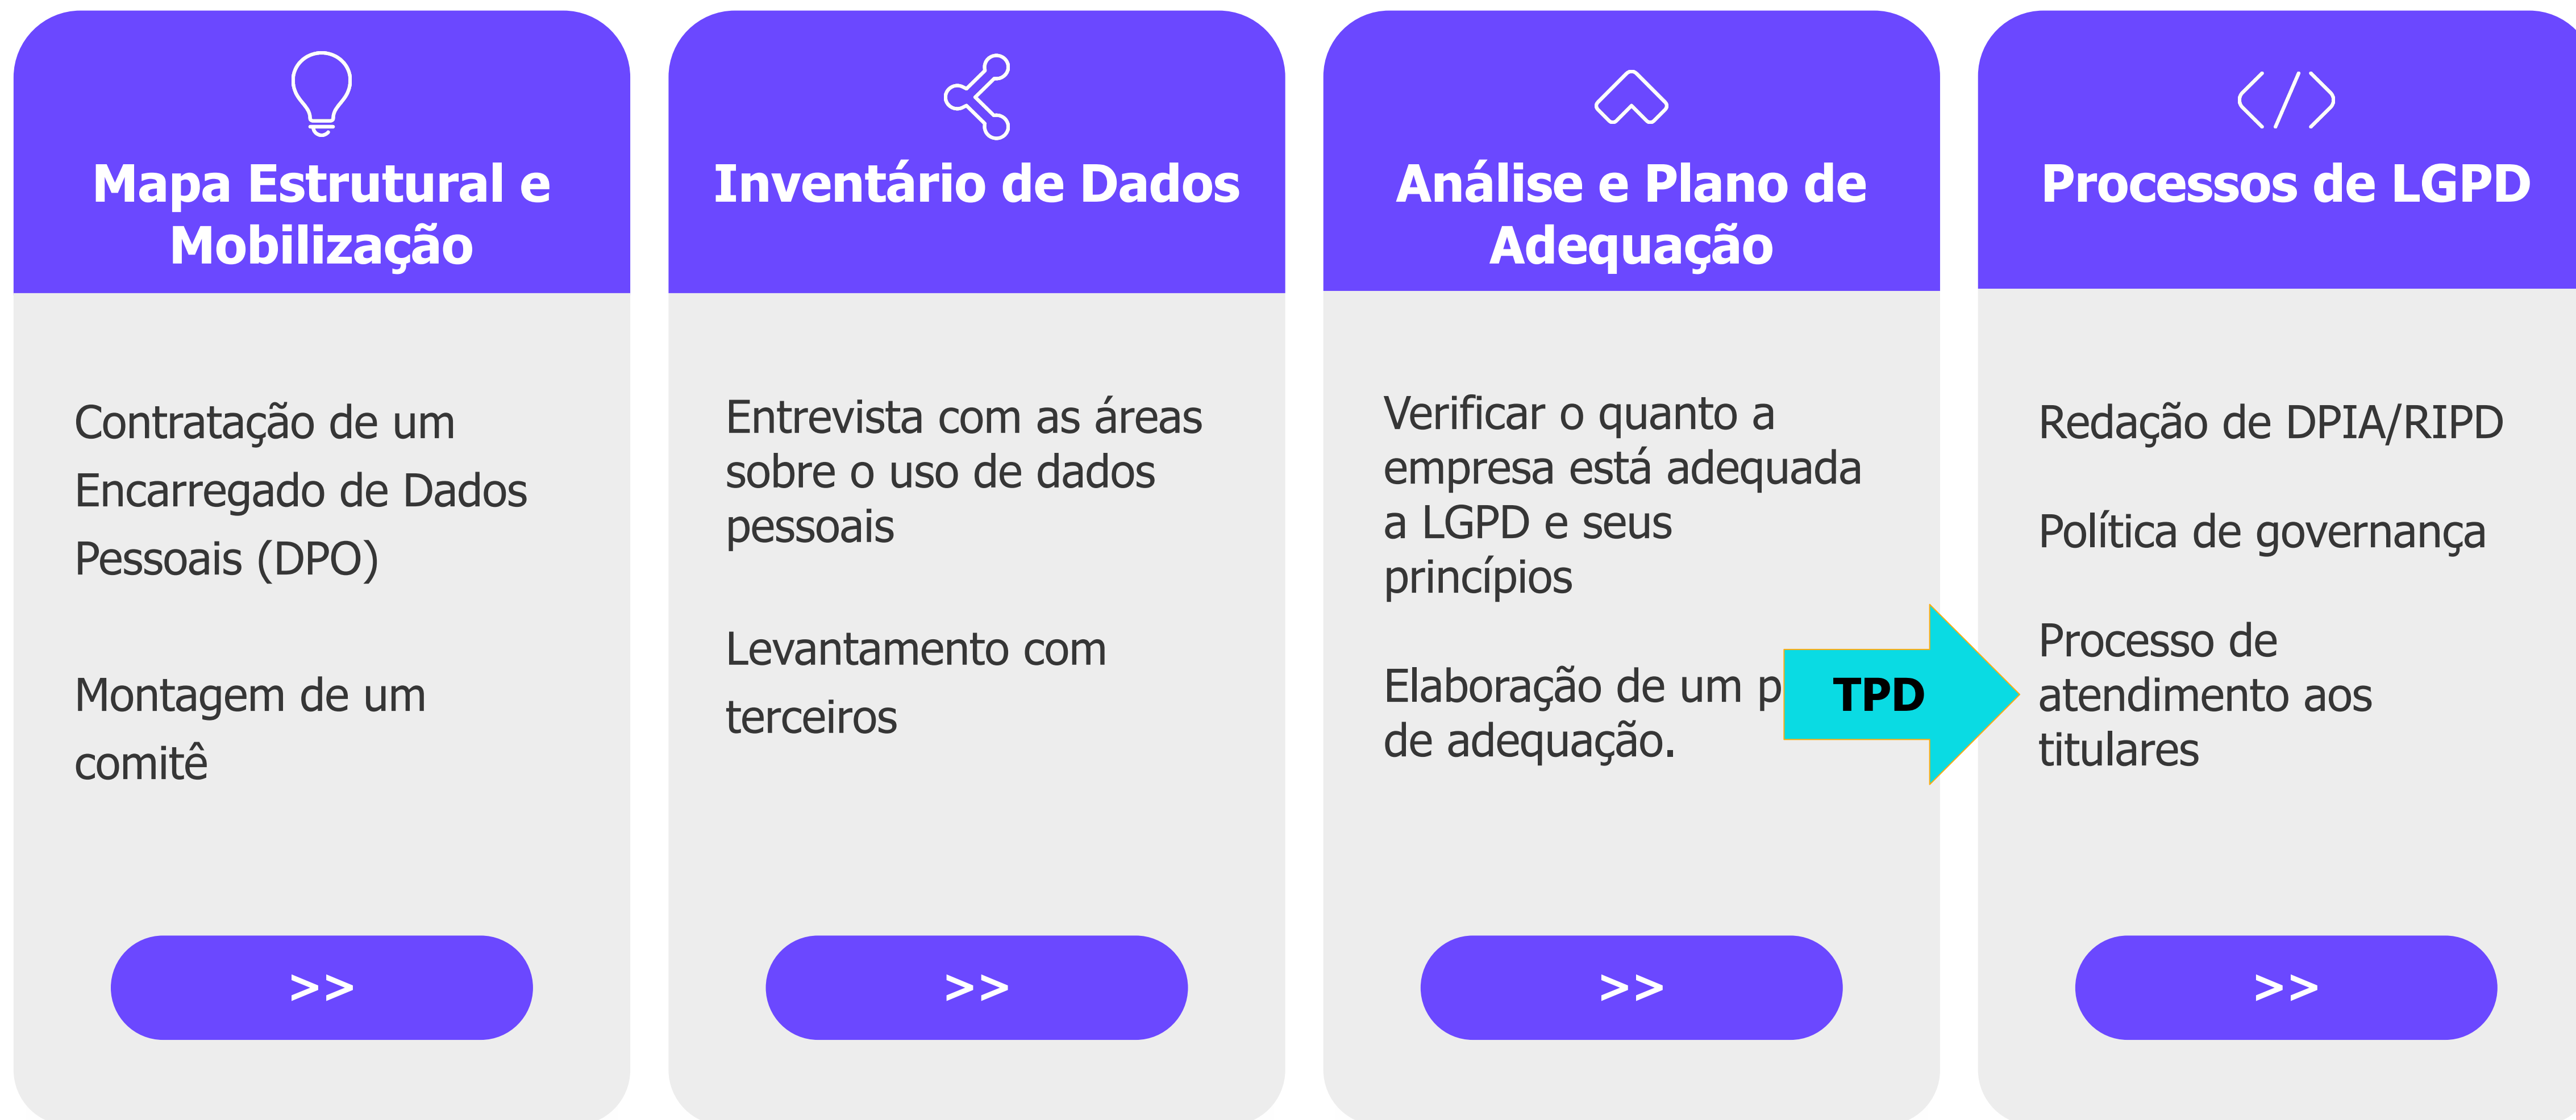 Mapa Estrutural e
Mobilização
Contratação de um
Encarregado de Dados
Pessoais (DPO)
Montagem de um
comitê
>>
Inventário de Dados
Entrevista com as áreas
sobre o uso de dados
pessoais
Levantamento com
terceiros
>>
Análise e Plano de
Adequação
Verificar o quanto a
empresa está adequada
a LGPD e seus
princípios
Elaboração de um
de adequação.
>>
TPD
Processos de LGPD
Redação de DPIA/RIPD
Política de governança
Processo de
atendimento aos
titulares
>>